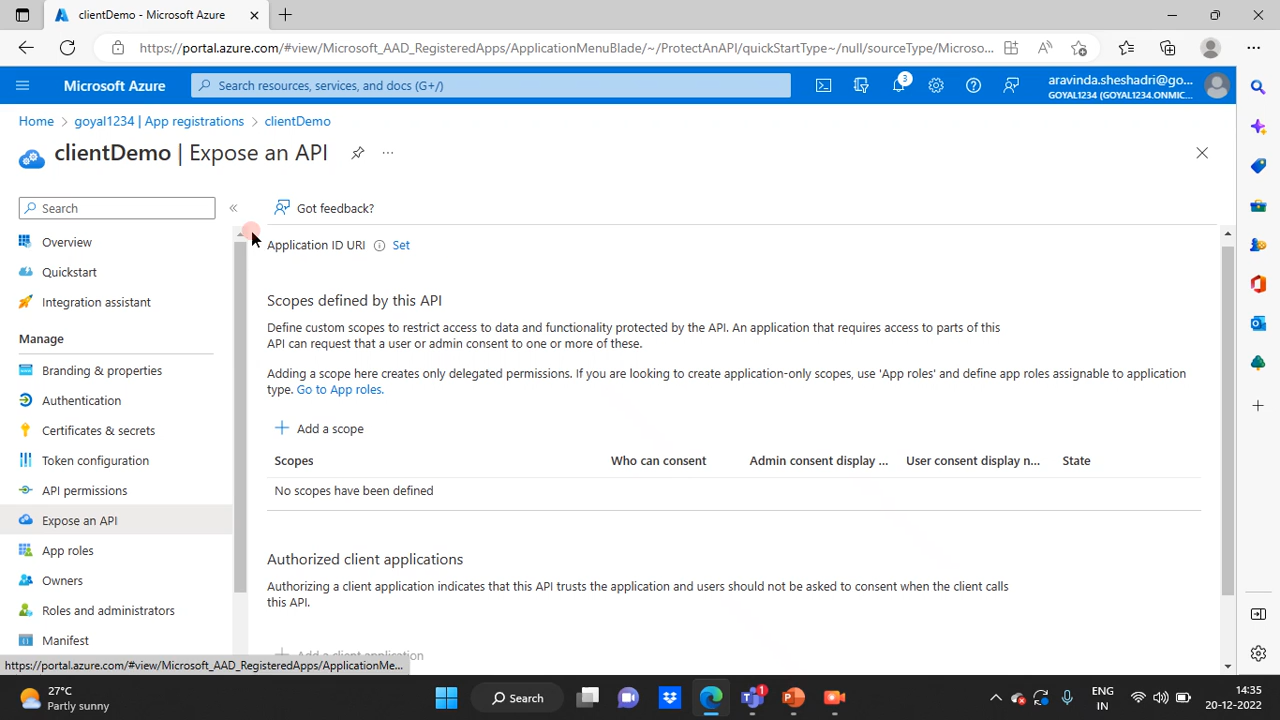 clientDemo - Microsoft Azure
https://portal.azure.com/#view/Microsoft_AAD_RegisteredApps/ApplicationMenuBlade/~/ProtectAnAPI/quickStartType~/null/sourceType/Microso...
Microsoft Azure
Search resources, services, and docs (G+/)
3
aravinda.sheshadri@go...
GOYAL1234 (GOYAL1234.ONMIC...
Home > goyal1234 | App registrations > clientDemo
clientDemo | Expose an API
Search
Got feedback?
Overview
Quickstart
Integration assistant
Manage
Branding & properties
Authentication
Certificates & secrets
Token configuration
API permissions
Expose an API
App roles
Owners
Roles and administrators
Manifest
Application ID URI Set
Scopes defined by this API
Define custom scopes to restrict access to data and functionality protected by the API. An application that requires access to parts of this
API can request that a user or admin consent to one or more of these.
Adding a scope here creates only delegated permissions. If you are looking to create application-only scopes, use 'App roles' and define app roles assignable to application
type. Go to App roles.
Add a scope
Scopes Who can consent Admin consent display ... User consent display n... State
No scopes have been defined
Authorized client applications
Authorizing a client application indicates that this API trusts the application and users should not be asked to consent when the client calls
this API.
Add a client application
https://portal.azure.com/#view/Microsoft_AAD_RegisteredApps/ApplicationMe...
27°C
Partly sunny
Search
1
ENG
IN
14:35
20-12-2022